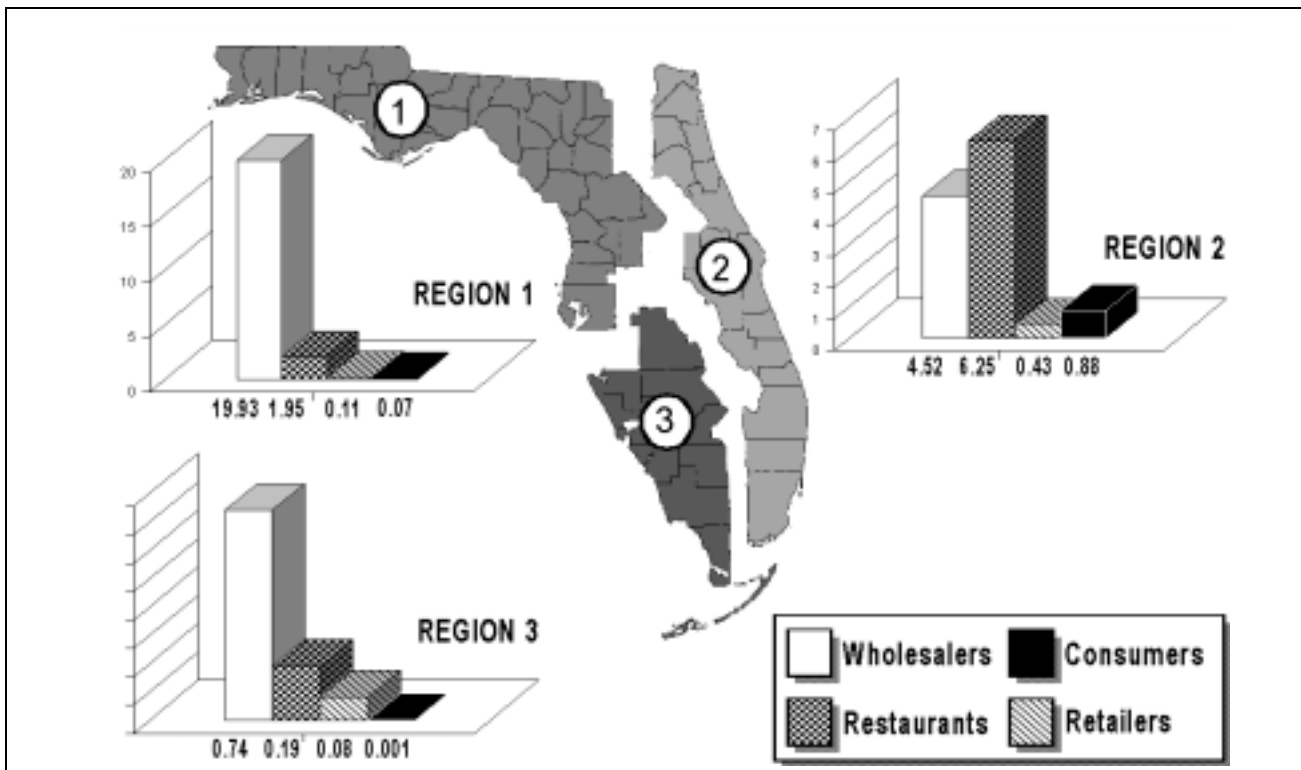 1
20
15
10
5
0
REGION 1
19.93 1.95 0.11 0.07
2
7
6
5
4
3
2
1
0
REGION 2
4.52 6.25 0.43 0.88
3
REGION 3
0.74 0.19 0.08 0.001
Wholesalers
Consumers
Restaurants
Retailers